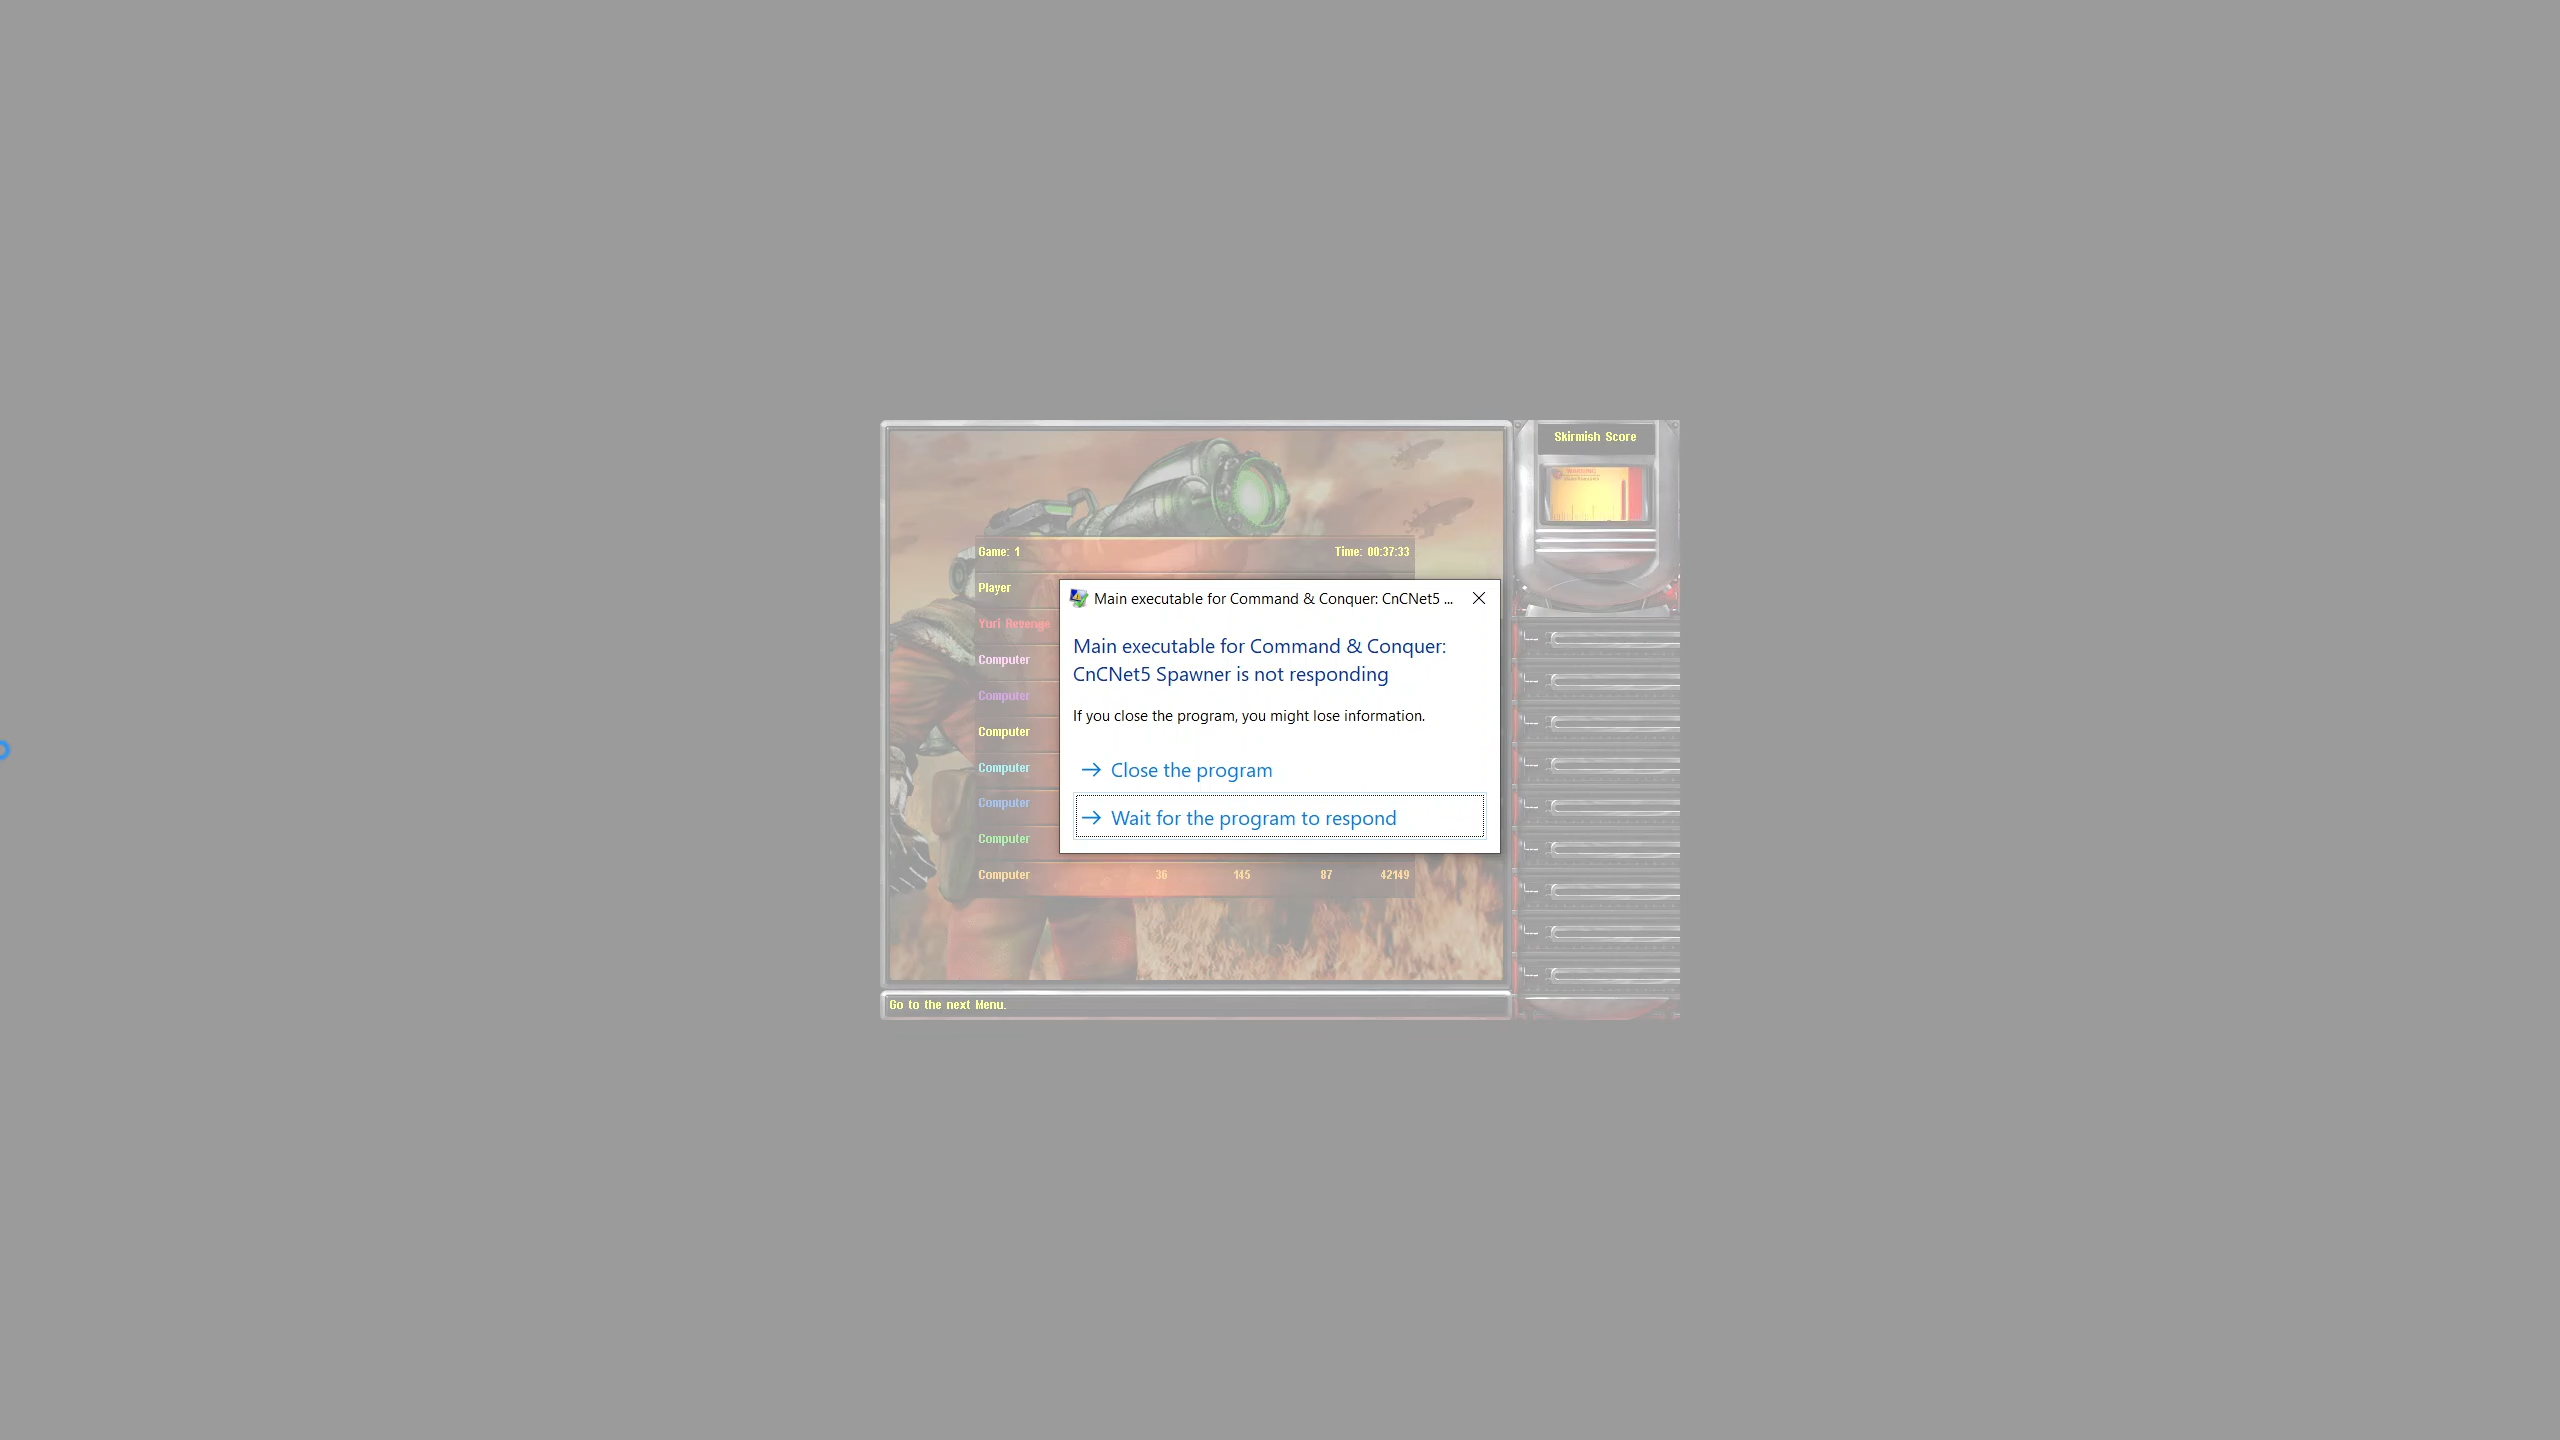 Skirmish Score
WARNING
Game: 1 Time: 00:37:33
Player
Yuri Revenge
Computer
Computer
Computer
Computer
Computer
Computer
Computer 36 145 87 42149
Main executable for Command & Conquer: CnCNet5 ...
Main executable for Command & Conquer:
CnCNet5 Spawner is not responding
If you close the program, you might lose information.
Close the program
Wait for the program to respond
Go to the next Menu.